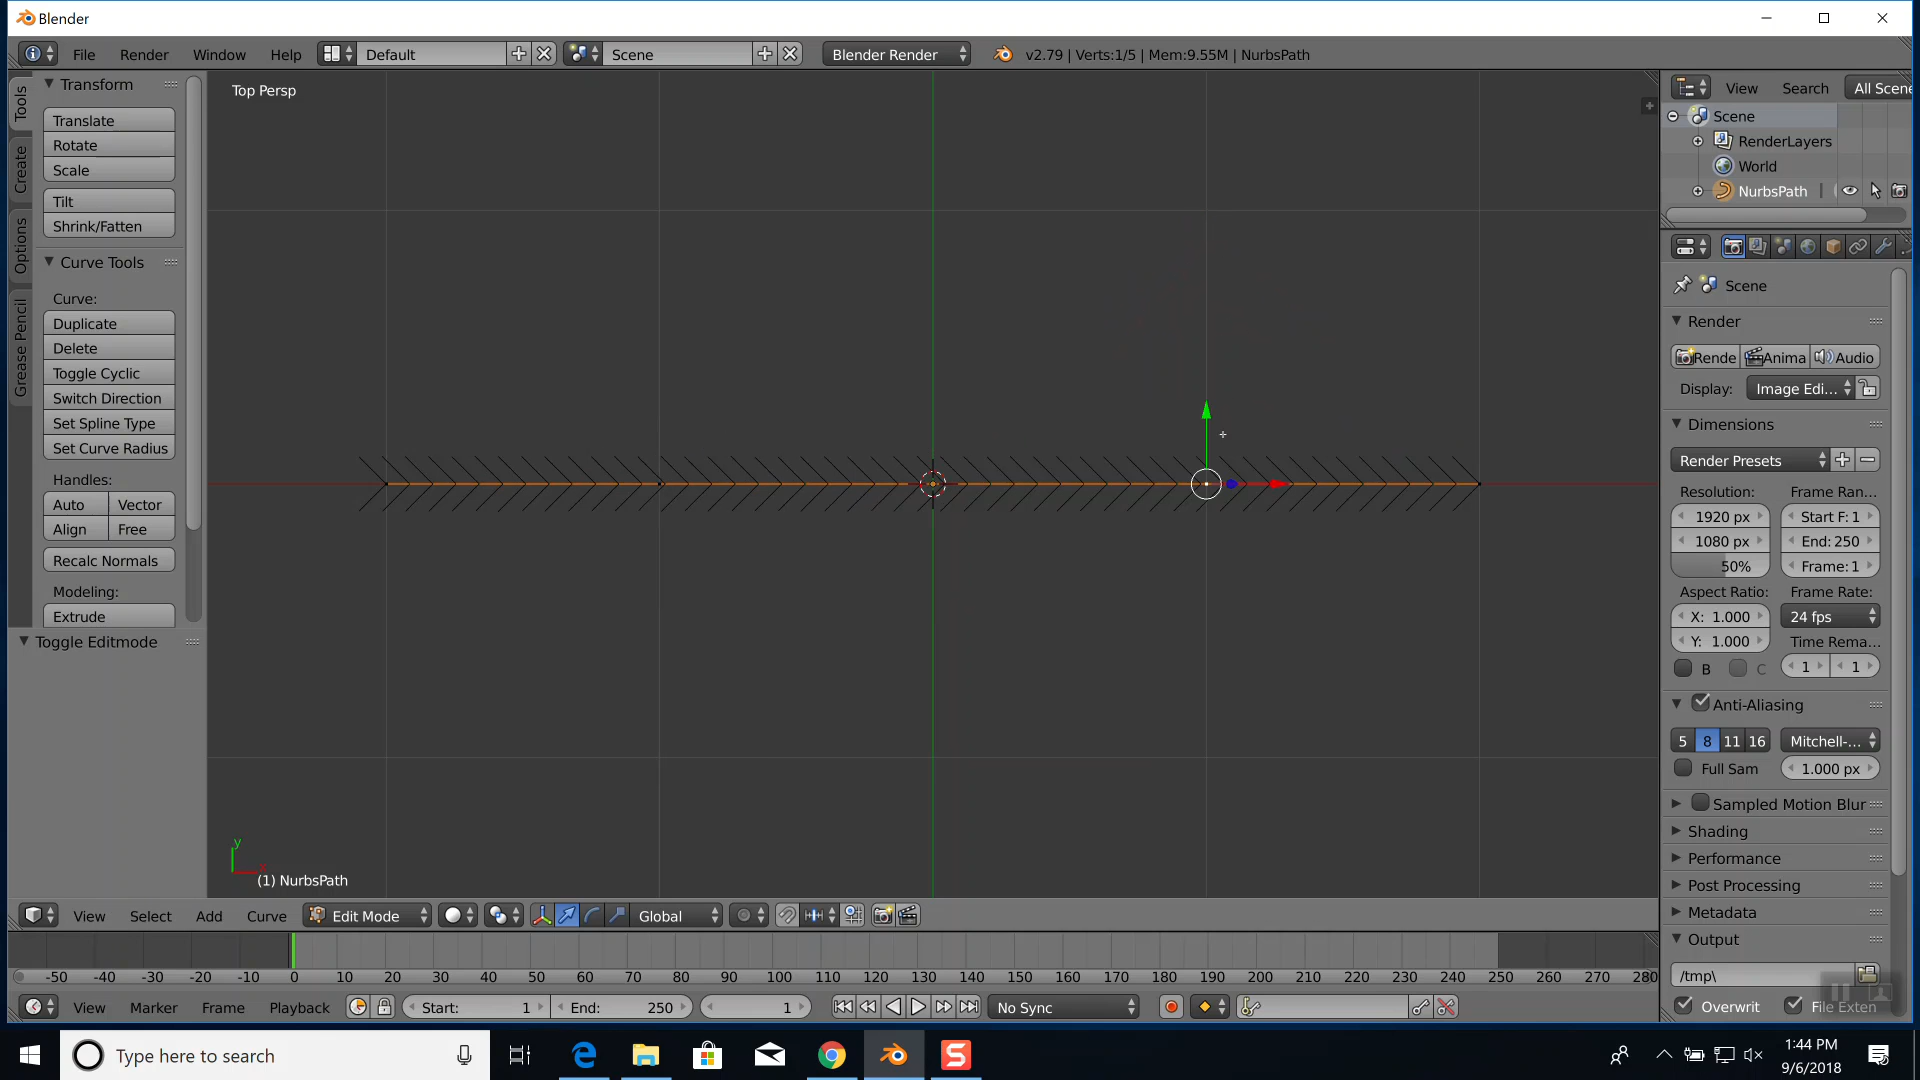 Blender
File Render Window Help Default Scene Blender Render v2.79 | Verts:1/5 | Mem:9.55M | NurbsPath
Tools
Create
Options
Grease Pencil
Transform
Translate
Rotate
Scale
Tilt
Shrink/Fatten
Curve Tools
Curve:
Duplicate
Delete
Toggle Cyclic
Switch Direction
Set Spline Type
Set Curve Radius
Handles:
Auto Vector
Align Free
Recalc Normals
Modeling:
Extrude
Toggle Editmode
Top Persp
y
x
(1) NurbsPath
View Search All Scene
Scene
RenderLayers
World
NurbsPath
Scene
Render
Rende Anima Audio
Display: Image Edi...
Dimensions
Render Presets
Resolution: Frame Ran...
1920 px Start F: 1
1080 px End: 250
50% Frame: 1
Aspect Ratio: Frame Rate:
X: 1.000 24 fps
Y: 1.000 Time Rema...
B C 1 1
Anti-Aliasing
5 8 11 16 Mitchell-...
Full Sam 1.000 px
Sampled Motion Blur
Shading
Performance
Post Processing
Metadata
Output
/tmp\
Overwrit File Exten
View Select Add Curve Edit Mode Global
-50 -40 -30 -20 -10 0 10 20 30 40 50 60 70 80 90 100 110 120 130 140 150 160 170 180 190 200 210 220 230 240 250 260 270 280
View Marker Frame Playback Start: 1 End: 250 1 No Sync
Type here to search
1:44 PM
9/6/2018